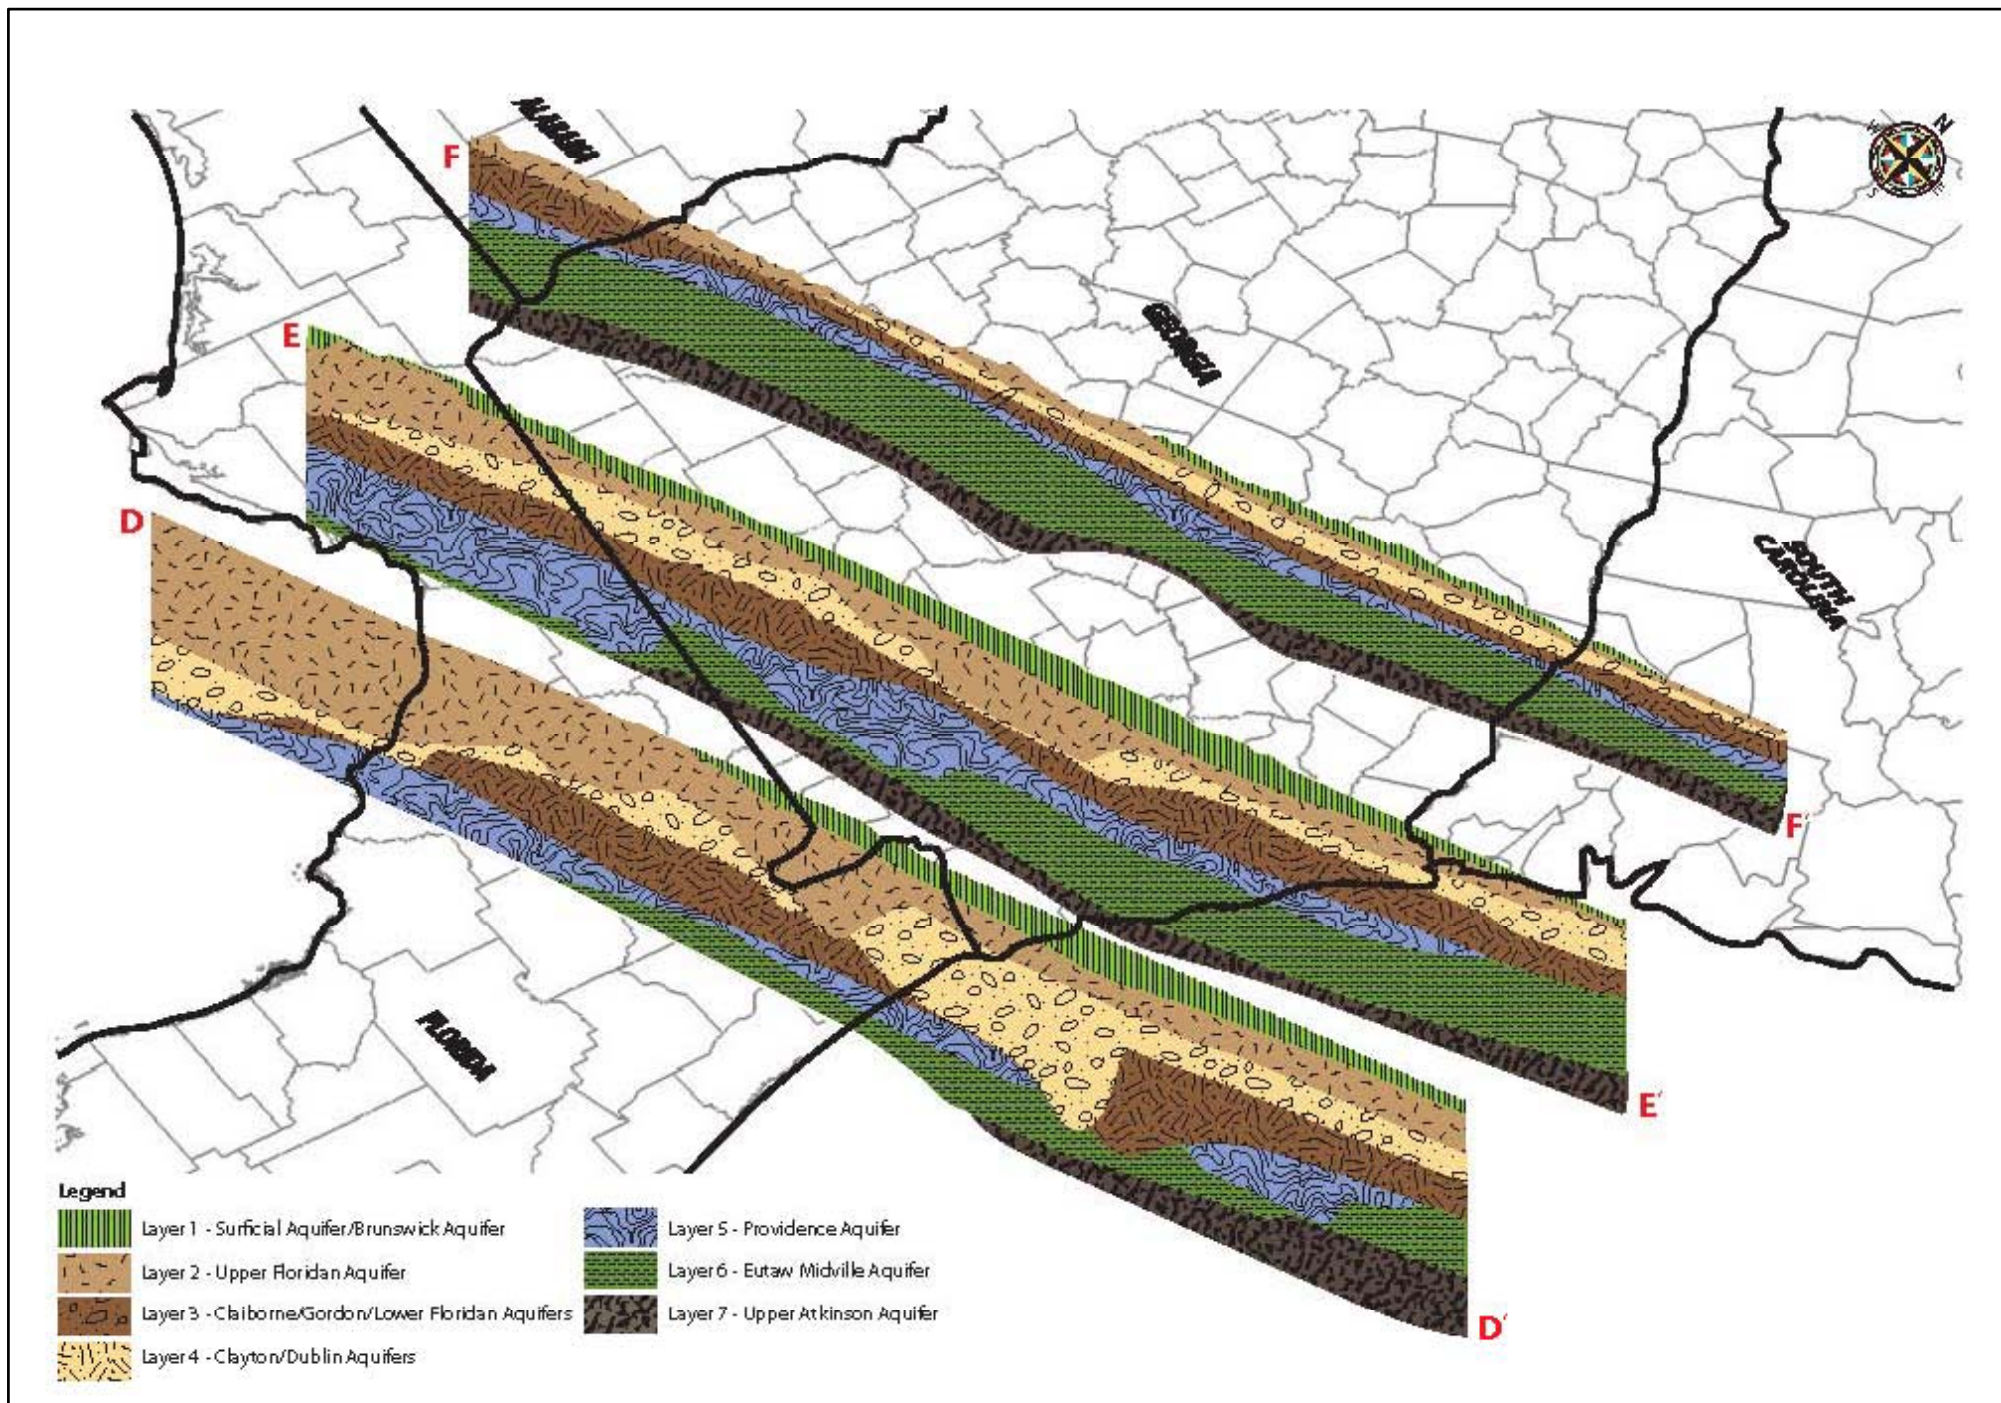 ALABAMA
N
W
S
E
F
GEORGIA
E
D
SOUTH
CAROLINA
F'
FLORIDA
E'
D'
Legend
Layer 1 - Surficial Aquifer/Brunswick Aquifer
Layer 2 - Upper Floridan Aquifer
Layer 3 - Claiborne/Gordon/Lower Floridan Aquifers
Layer 4 - Clayton/Dublin Aquifers
Layer 5 - Providence Aquifer
Layer 6 - Eutaw Midville Aquifer
Layer 7 - Upper Atkinson Aquifer